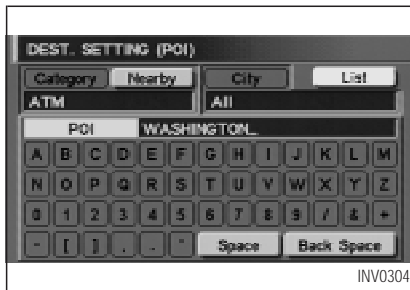 DEST. SETTING (POI)
Category Nearby City List
ATM All
POI WASHINGTON_
A B C D E F G H I J K L M
N O P Q R S T U V W X Y Z
0 1 2 3 4 5 6 7 8 9 / & +
- [ ] , . " Space Back Space
INV0304